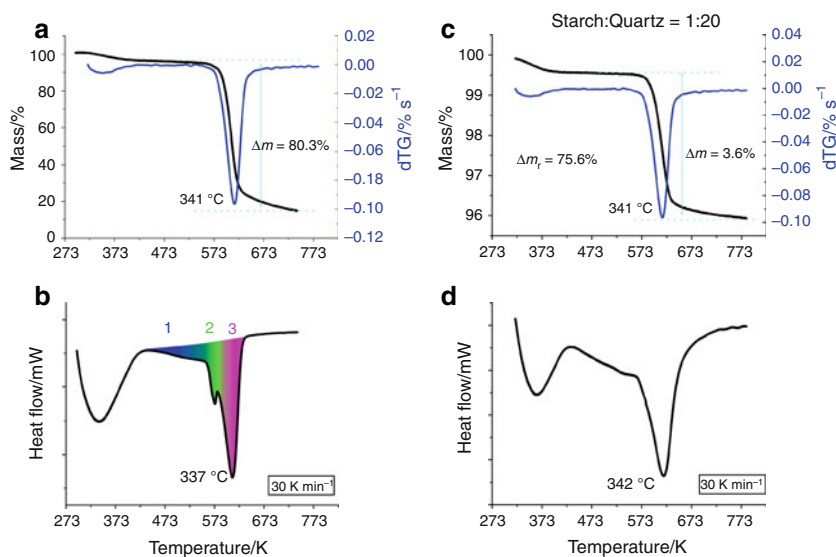 a
100
80
60
40
20
0
Mass/%
0.02
0.00
−0.02
−0.04
−0.06
−0.08
−0.10
−0.12
dTG/% s⁻¹
Δm = 80.3%
341 °C
273 373 473 573 673 773
c
Starch:Quartz = 1:20
100
99
98
97
96
Mass/%
0.04
0.02
0.00
−0.02
−0.04
−0.06
−0.08
−0.10
dTG/% s⁻¹
Δmr = 75.6%
Δm = 3.6%
341 °C
273 373 473 573 673 773
b
1 2 3
Heat flow/mW
337 °C
30 K min⁻¹
273 373 473 573 673 773
Temperature/K
d
Heat flow/mW
342 °C
30 K min⁻¹
273 373 473 573 673 773
Temperature/K